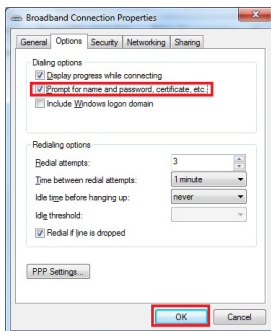 Broadband Connection Properties
General Options Security Networking Sharing
Dialing options
Display progress while connecting
Prompt for name and password, certificate, etc.
Include Windows logon domain
Redialing options
Redial attempts: 3
Time between redial attempts: 1 minute
Idle time before hanging up: never
Idle threshold:
Redial if line is dropped
PPP Settings...
OK Cancel